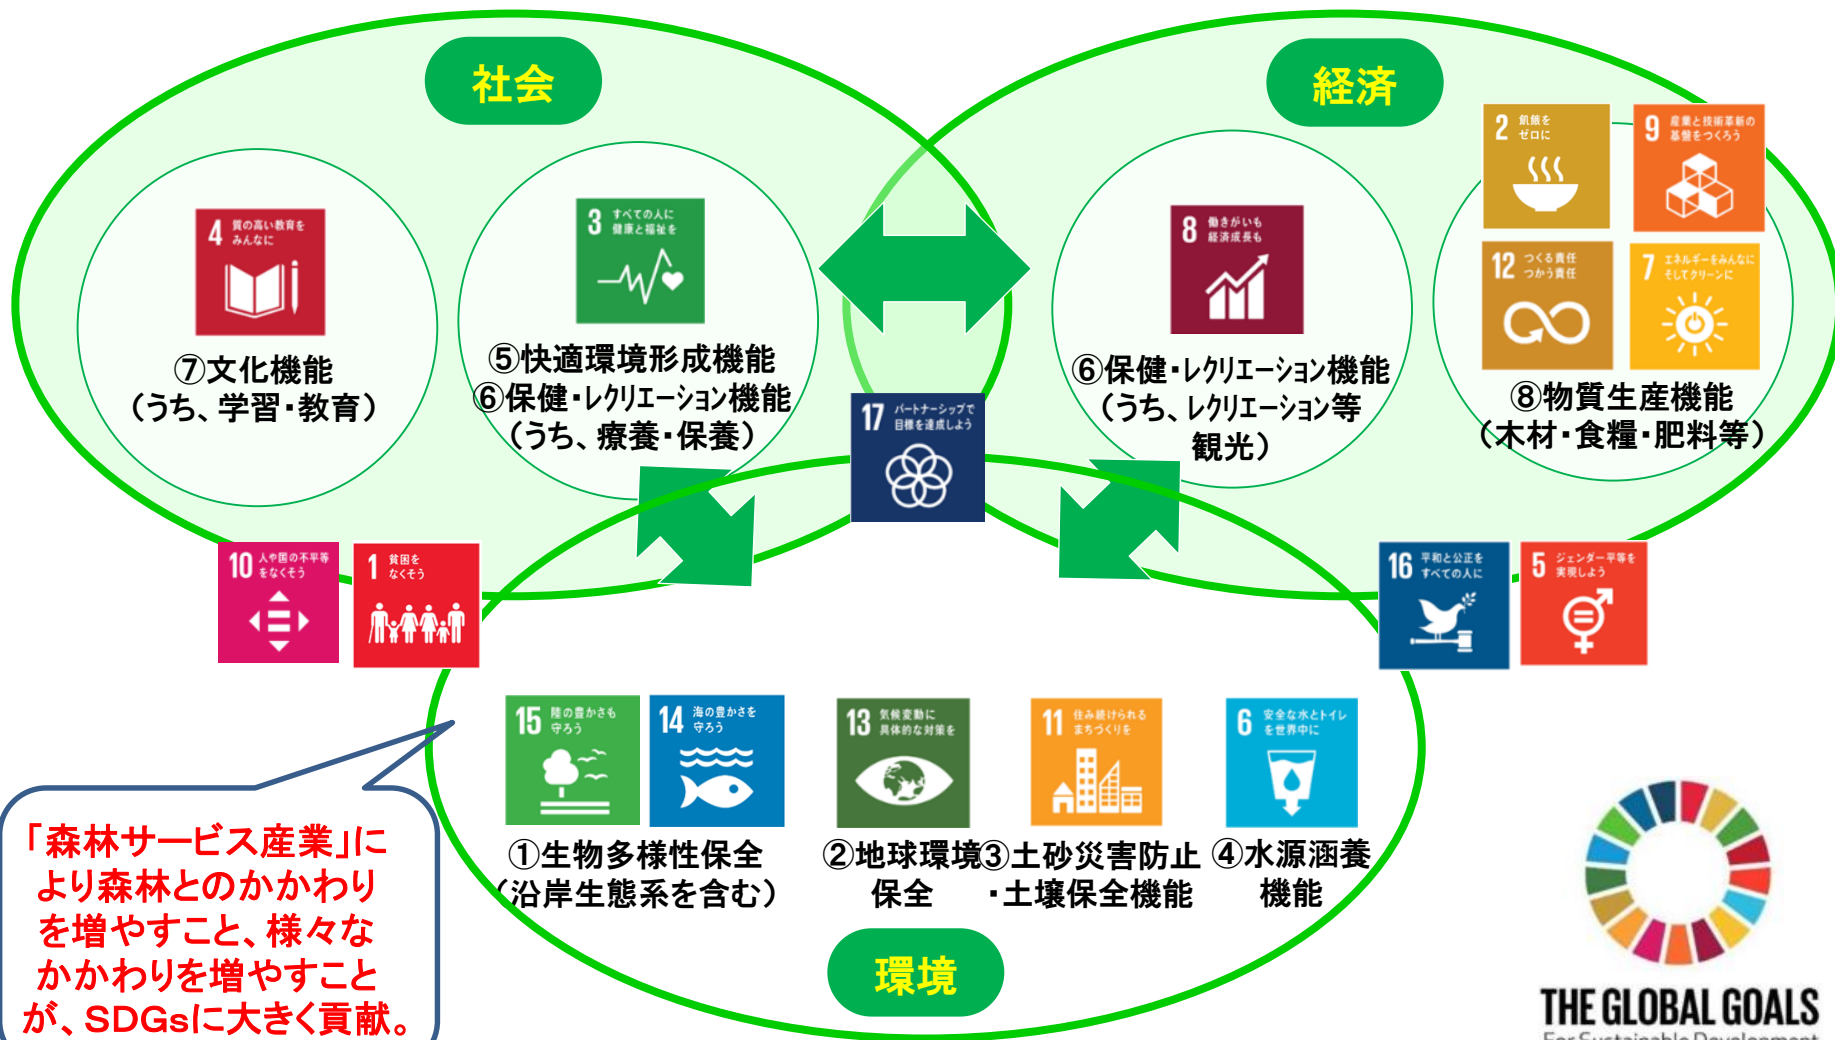 社会
経済
4 質の高い教育を
みんなに
⑦文化機能
(うち、学習・教育)
3 すべての人に
健康と福祉を
⑤快適環境形成機能
⑥保健・レクリエーション機能
(うち、療養・保養)
8 働きがいも
経済成長も
⑥保健・レクリエーション機能
(うち、レクリエーション等
観光)
2 飢餓を
ゼロに
9 産業と技術革新の
基盤をつくろう
12 つくる責任
つかう責任
7 エネルギーをみんなに
そしてクリーンに
⑧物質生産機能
(木材・食糧・肥料等)
17 パートナーシップで
目標を達成しよう
10 人や国の不平等
をなくそう
1 貧困を
なくそう
16 平和と公正を
すべての人に
5 ジェンダー平等を
実現しよう
15 陸の豊かさも
守ろう
14 海の豊かさを
守ろう
①生物多様性保全
(沿岸生態系を含む)
13 気候変動に
具体的な対策を
②地球環境
保全
11 住み続けられる
まちづくりを
③土砂災害防止
・土壌保全機能
6 安全な水とトイレ
を世界中に
④水源涵養
機能
環境
「森林サービス産業」に
より森林とのかかわり
を増やすこと、様々な
かかわりを増やすこと
が、SDGsに大きく貢献。
THE GLOBAL GOALS
For Sustainable Development